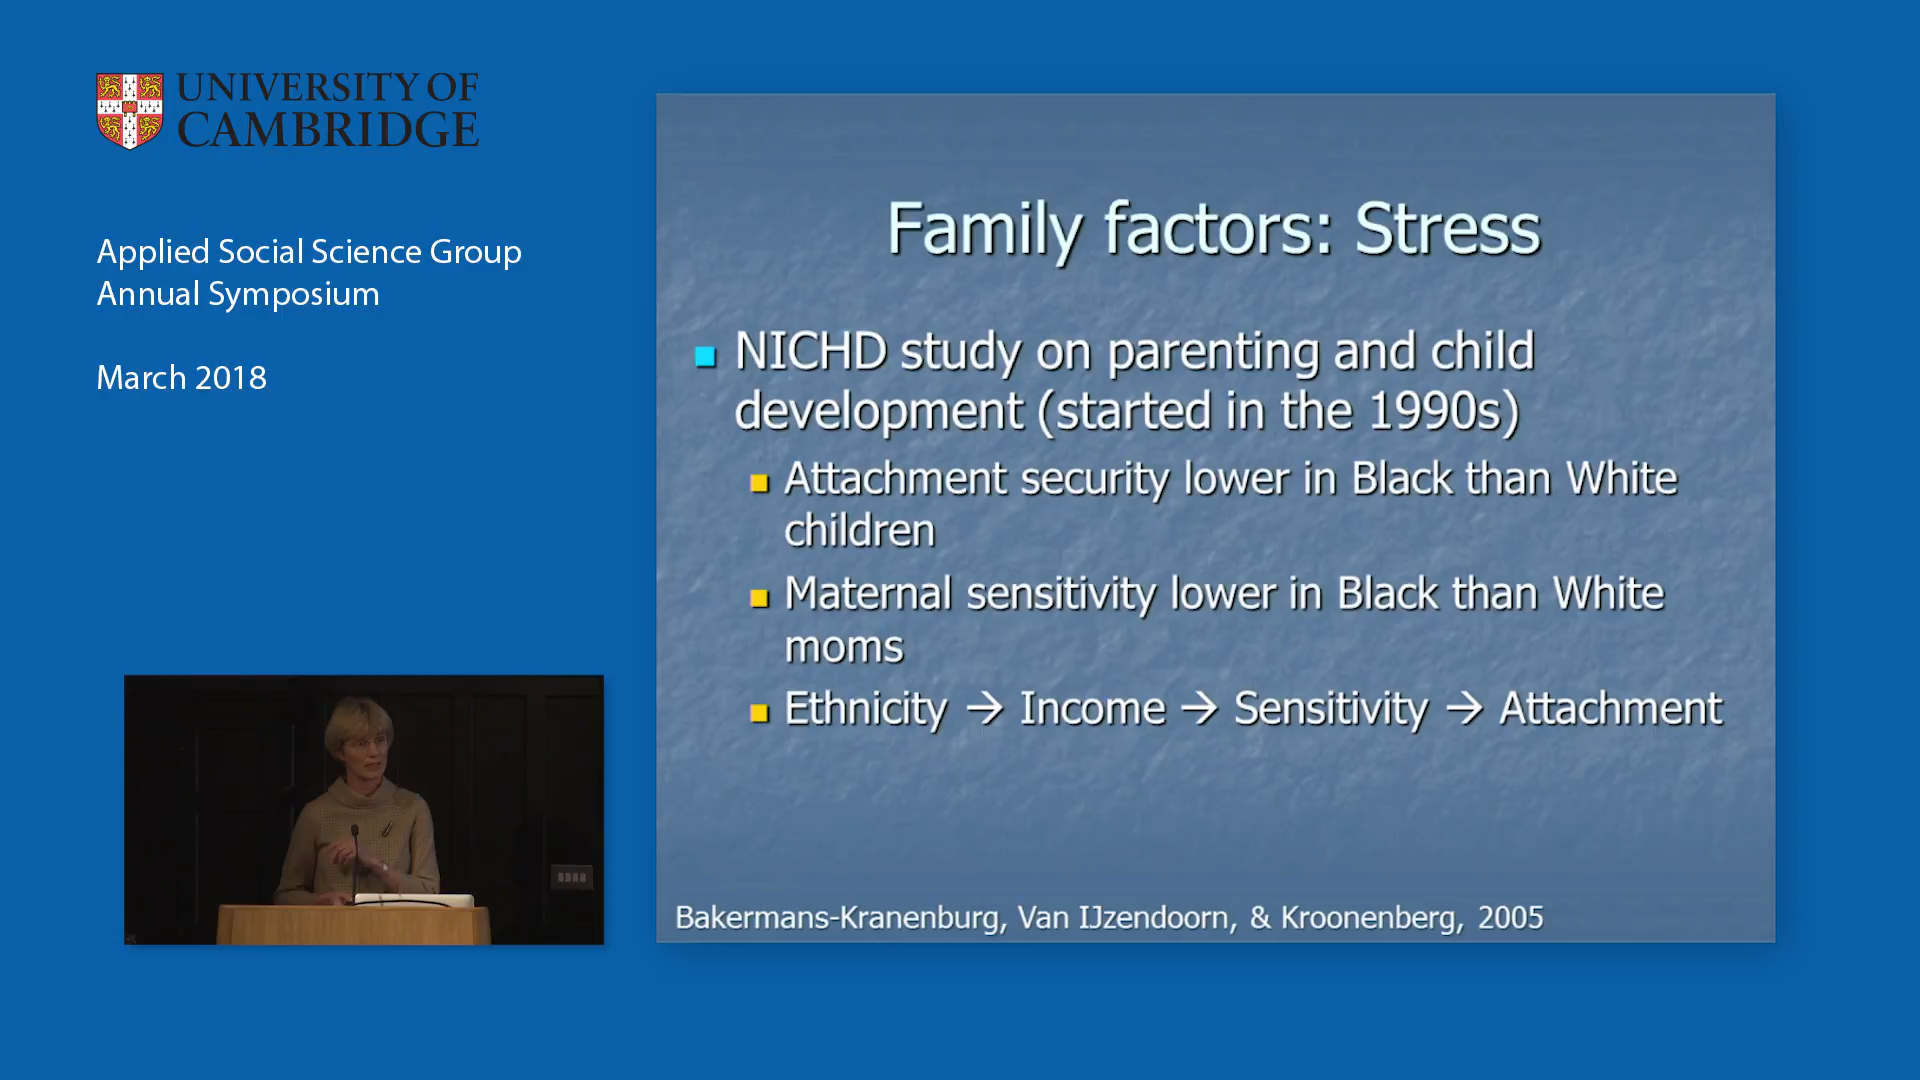 UNIVERSITY OF
CAMBRIDGE
Applied Social Science Group
Annual Symposium
March 2018
Family factors: Stress
NICHD study on parenting and child
development (started in the 1990s)
Attachment security lower in Black than White
children
Maternal sensitivity lower in Black than White
moms
Ethnicity → Income → Sensitivity → Attachment
Bakermans-Kranenburg, Van IJzendoorn, & Kroonenberg, 2005